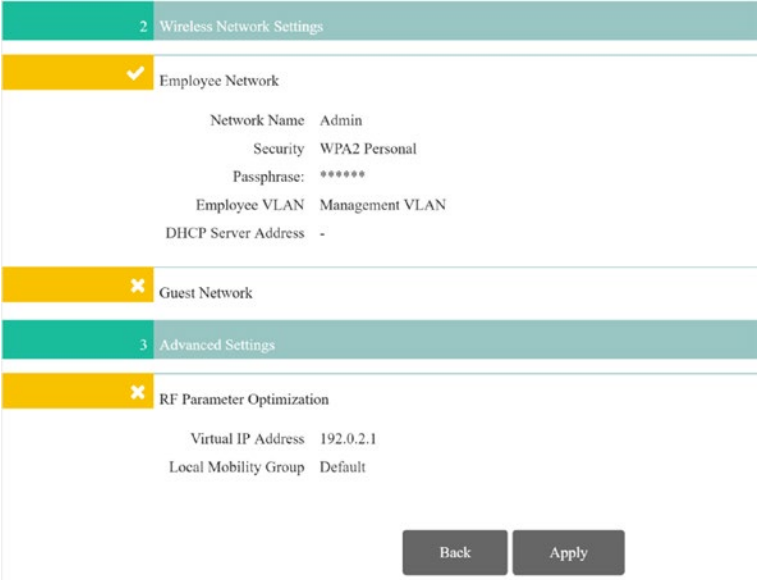 2 Wireless Network Settings
Employee Network
Network Name Admin
Security WPA2 Personal
Passphrase: ******
Employee VLAN Management VLAN
DHCP Server Address -
Guest Network
3 Advanced Settings
RF Parameter Optimization
Virtual IP Address 192.0.2.1
Local Mobility Group Default
Back Apply